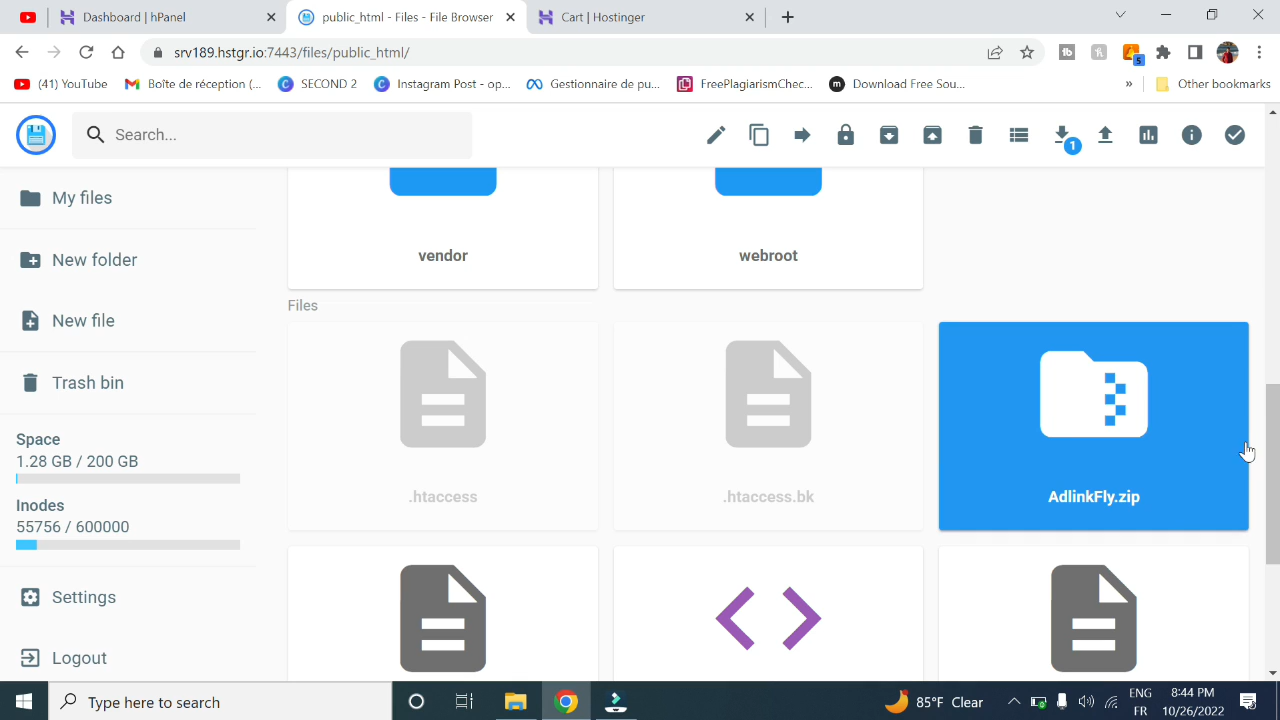 Dashboard | hPanel
public_html - Files - File Browser
Cart | Hostinger
srv189.hstgr.io:7443/files/public_html/
tb
5
(41) YouTube
Boîte de réception (...
SECOND 2
Instagram Post - op...
Gestionnaire de pu...
FreePlagiarismChec...
m
Download Free Sou...
»
Other bookmarks
Search...
1
My files
New folder
New file
Trash bin
Space
1.28 GB / 200 GB
Inodes
55756 / 600000
Settings
Logout
vendor
webroot
Files
.htaccess
.htaccess.bk
AdlinkFly.zip
Type here to search
85°F Clear
ENG
FR
8:44 PM
10/26/2022